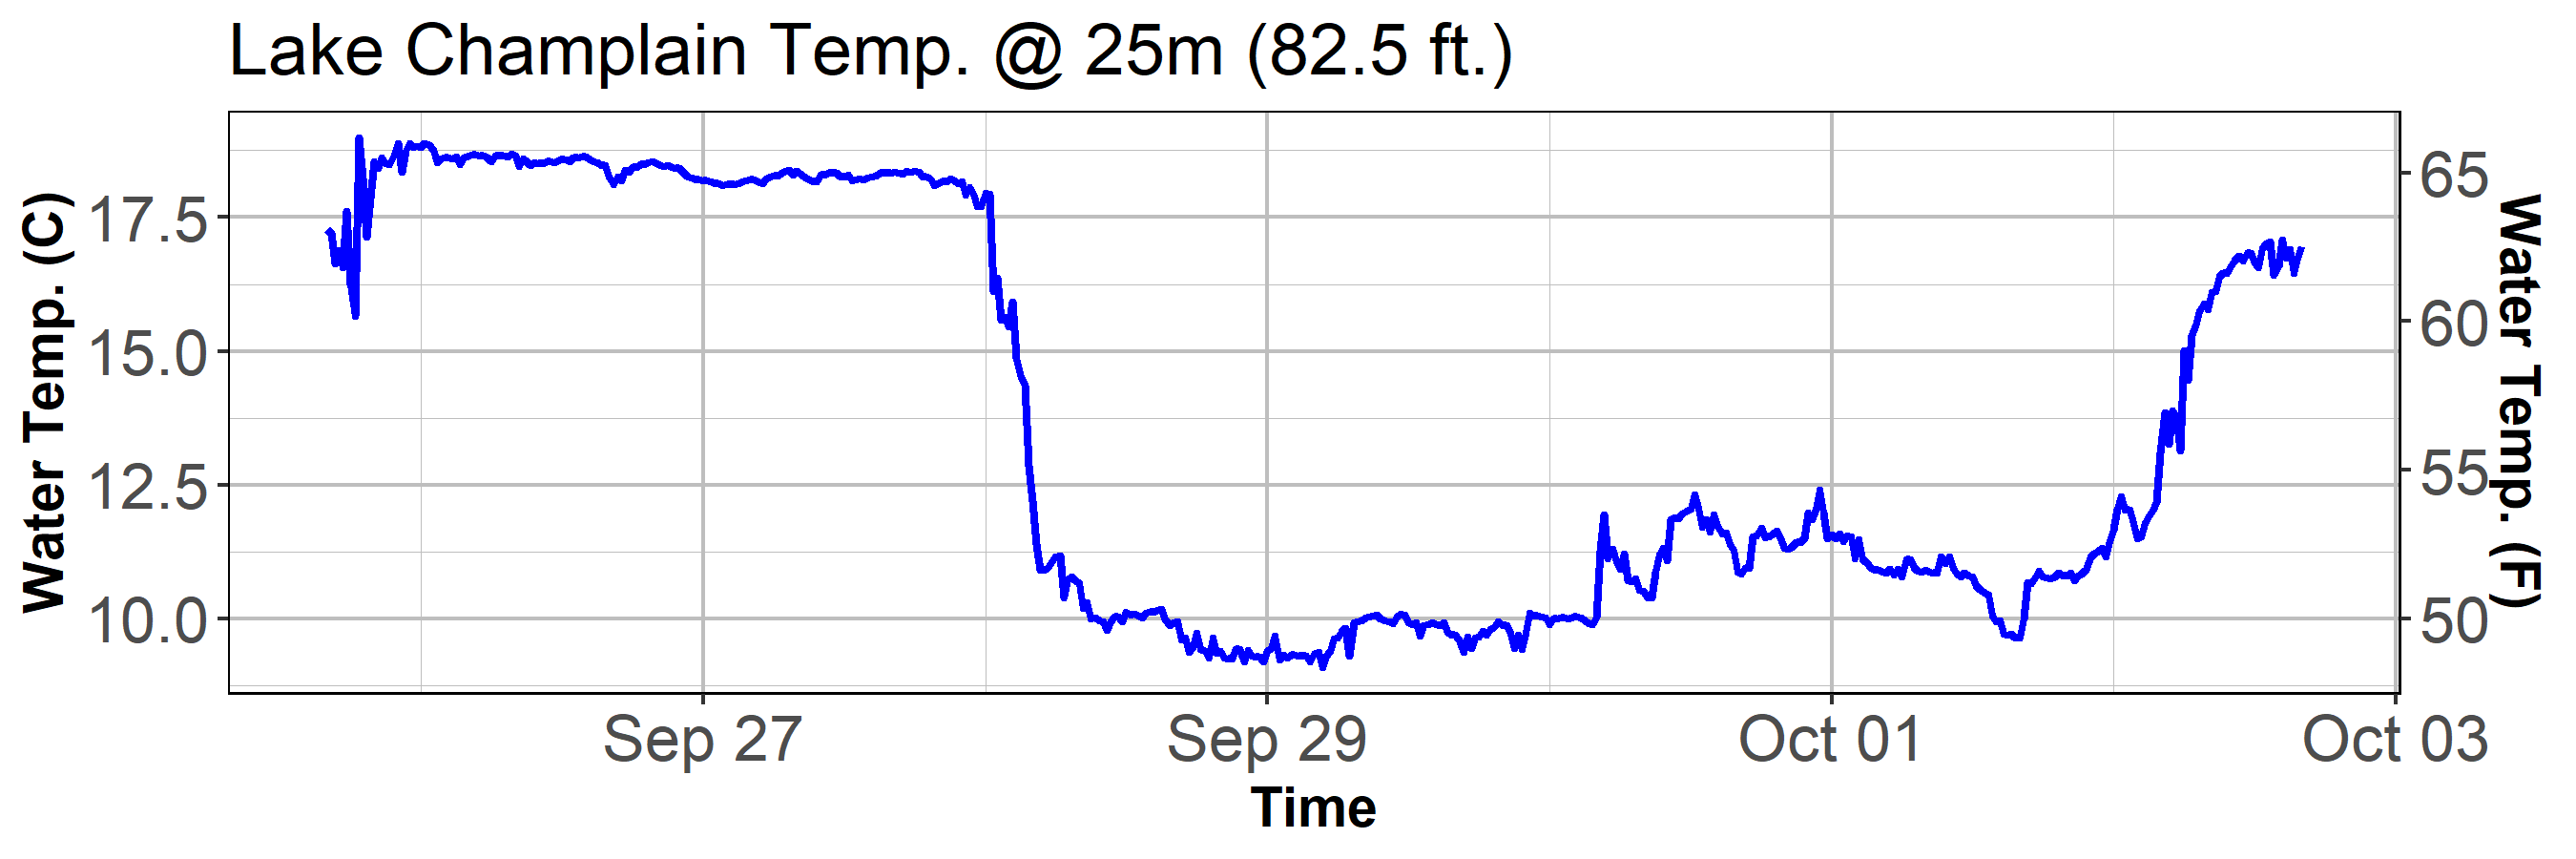 Lake Champlain Temp. @ 25m (82.5 ft.)
Water Temp. (C)
17.5
15.0
12.5
10.0
65
60
55
50
Water Temp. (F)
Sep 27
Sep 29
Oct 01
Oct 03
Time